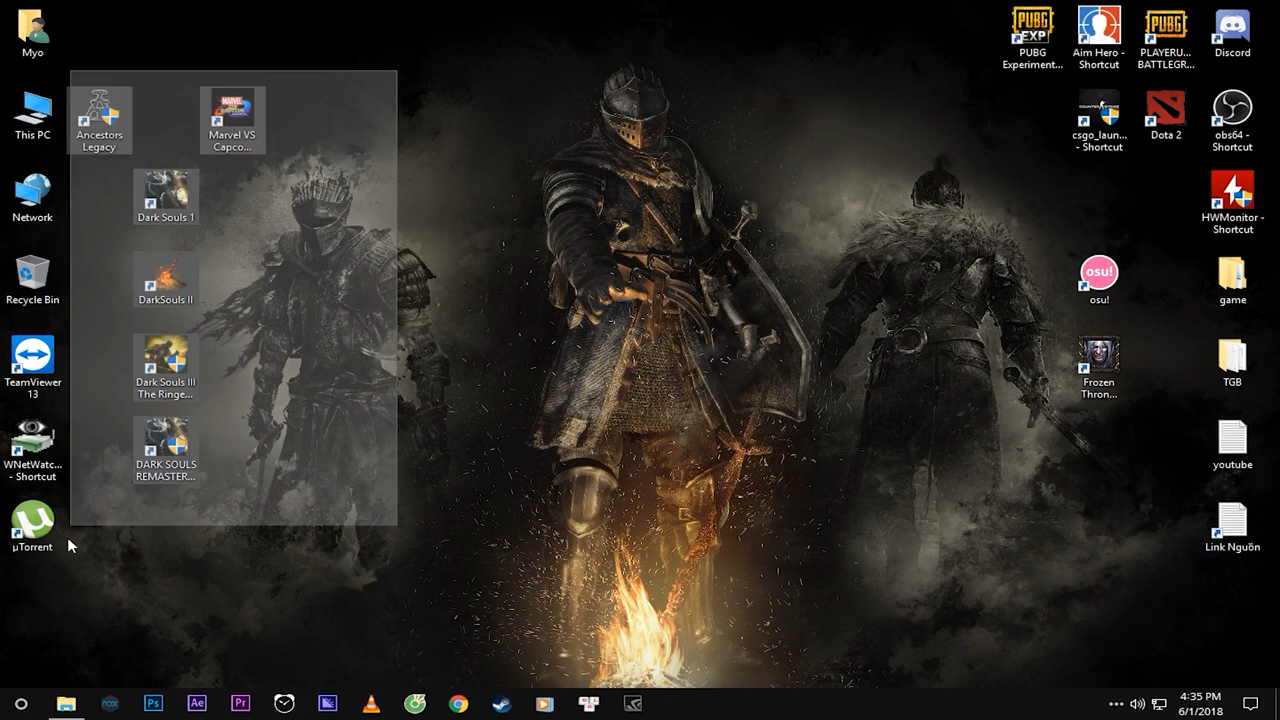 Myo
This PC
Network
Recycle Bin
TeamViewer
13
WNetWatc...
- Shortcut
µTorrent
Ancestors
Legacy
MARVEL
Marvel VS
Capco...
Dark Souls 1
DarkSouls II
Dark Souls III
The Ringe...
DARK SOULS
REMASTER...
PUBG
EXP
PUBG
Experiment...
Aim Hero -
Shortcut
PUBG
PLAYERU...
BATTLEGR...
Discord
csgo_laun...
- Shortcut
Dota 2
obs64 -
Shortcut
HWMonitor -
Shortcut
osu!
osu!
game
Frozen
Thron...
TGB
youtube
Link Nguồn
nox
Ps
Ae
Pr
4:35 PM
6/1/2018